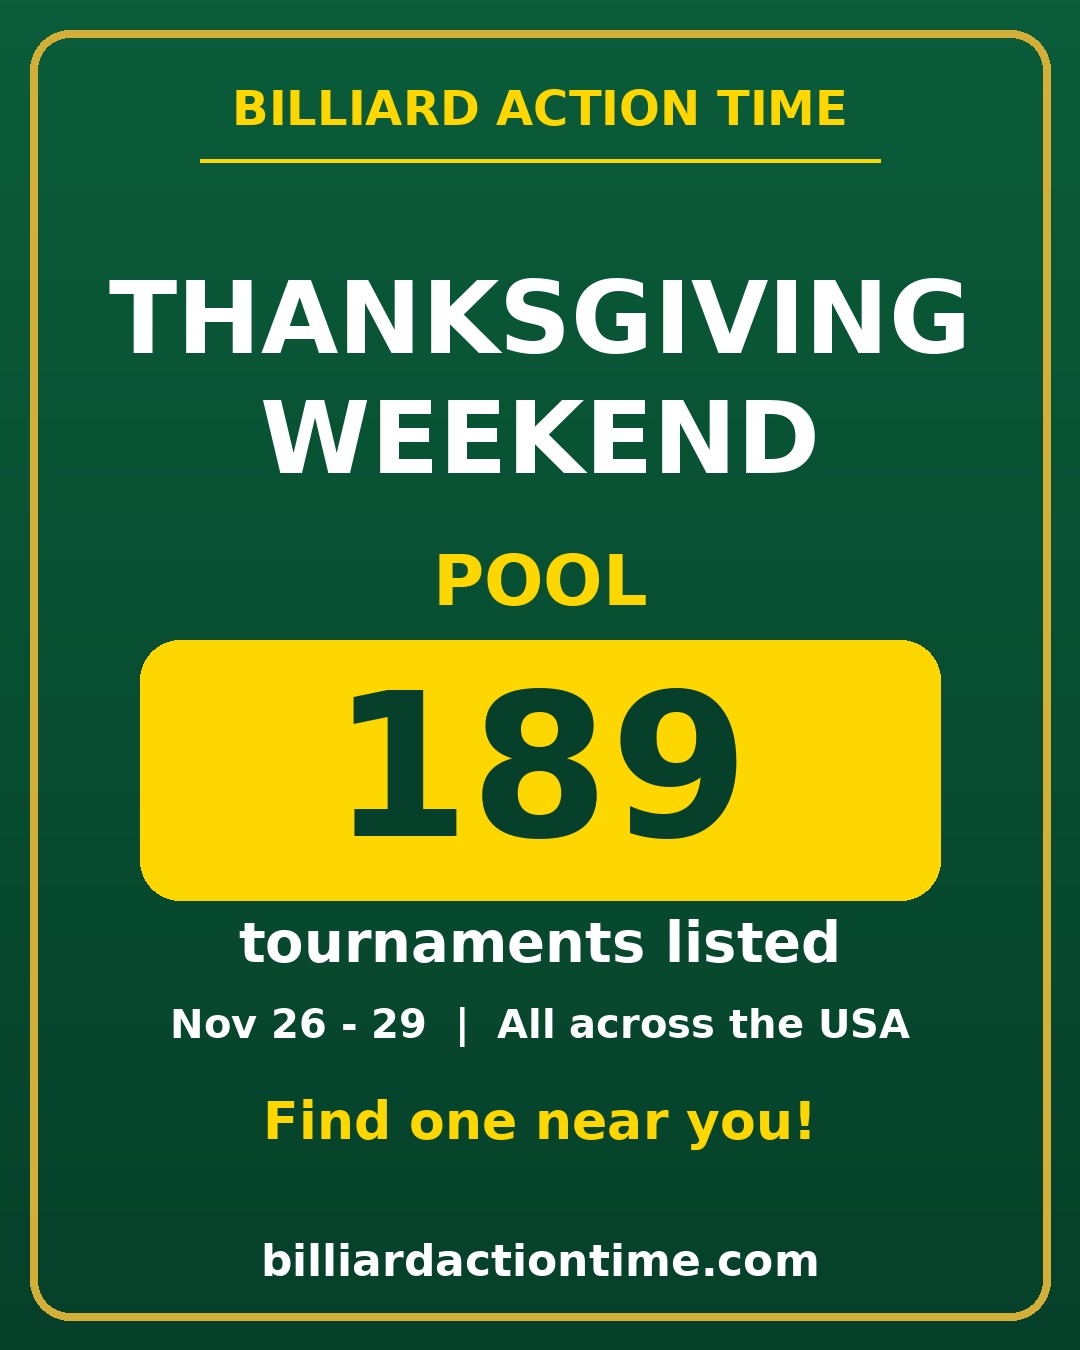 BILLIARD ACTION TIME
THANKSGIVING
WEEKEND
POOL
189
tournaments listed
Nov 26 - 29 | All across the USA
Find one near you!
billiardactiontime.com